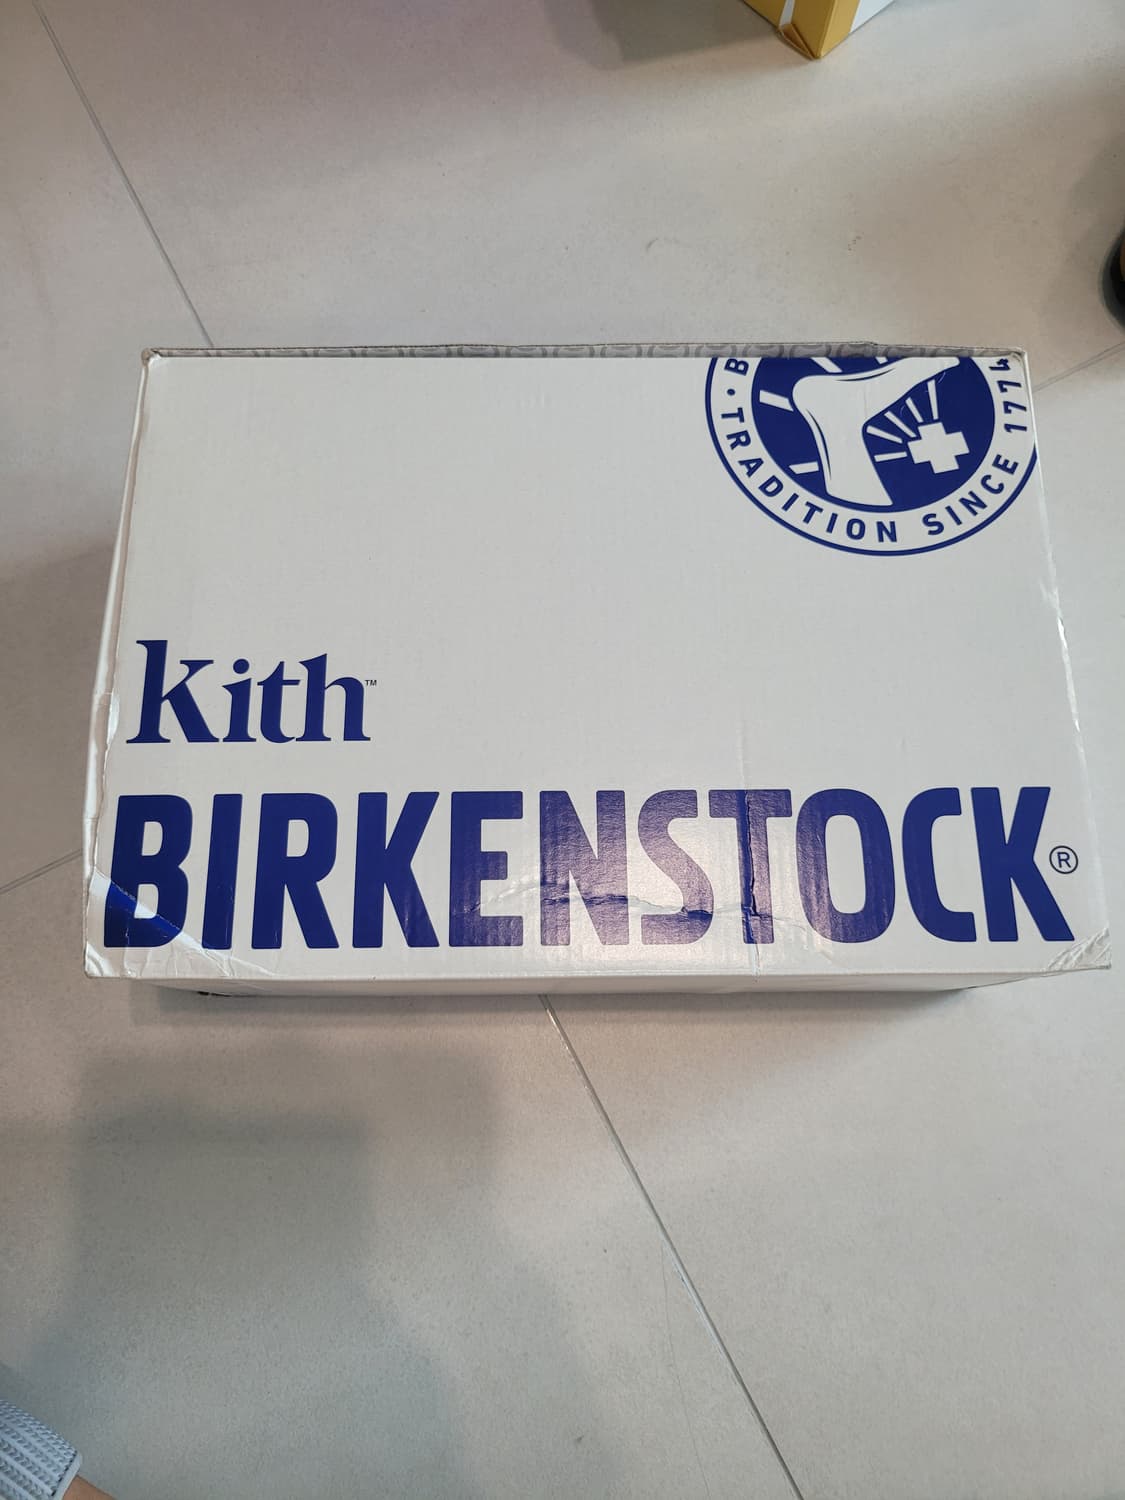 B • TRADITION SINCE 1774
kith™
BIRKENSTOCK®